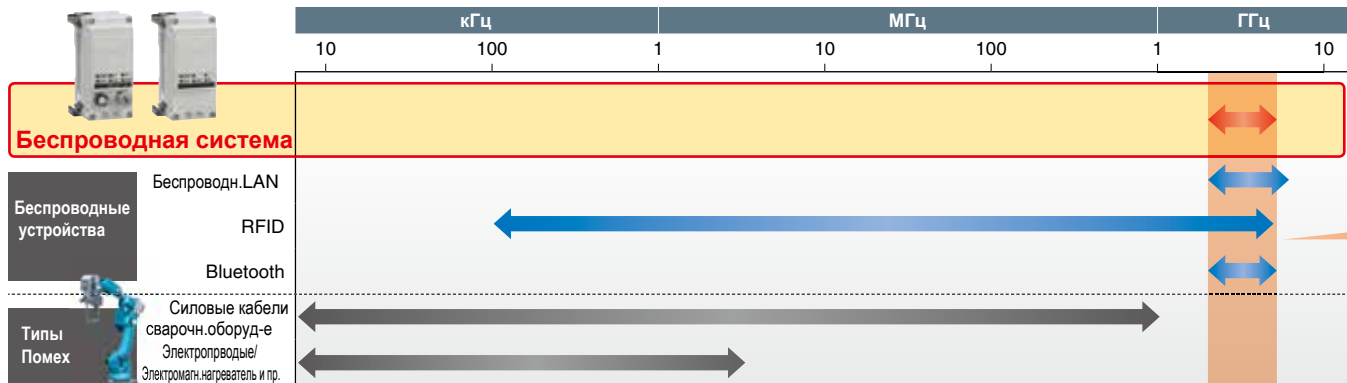 кГц МГц ГГц
10 100 1 10 100 1 10
Беспроводная система
Беспроводные
устройства
Беспроводн.LAN
RFID
Bluetooth
Типы
Помех
Силовые кабели
сварочн.оборуд-е
Электропрводые/
Электромагн.нагреватель и пр.